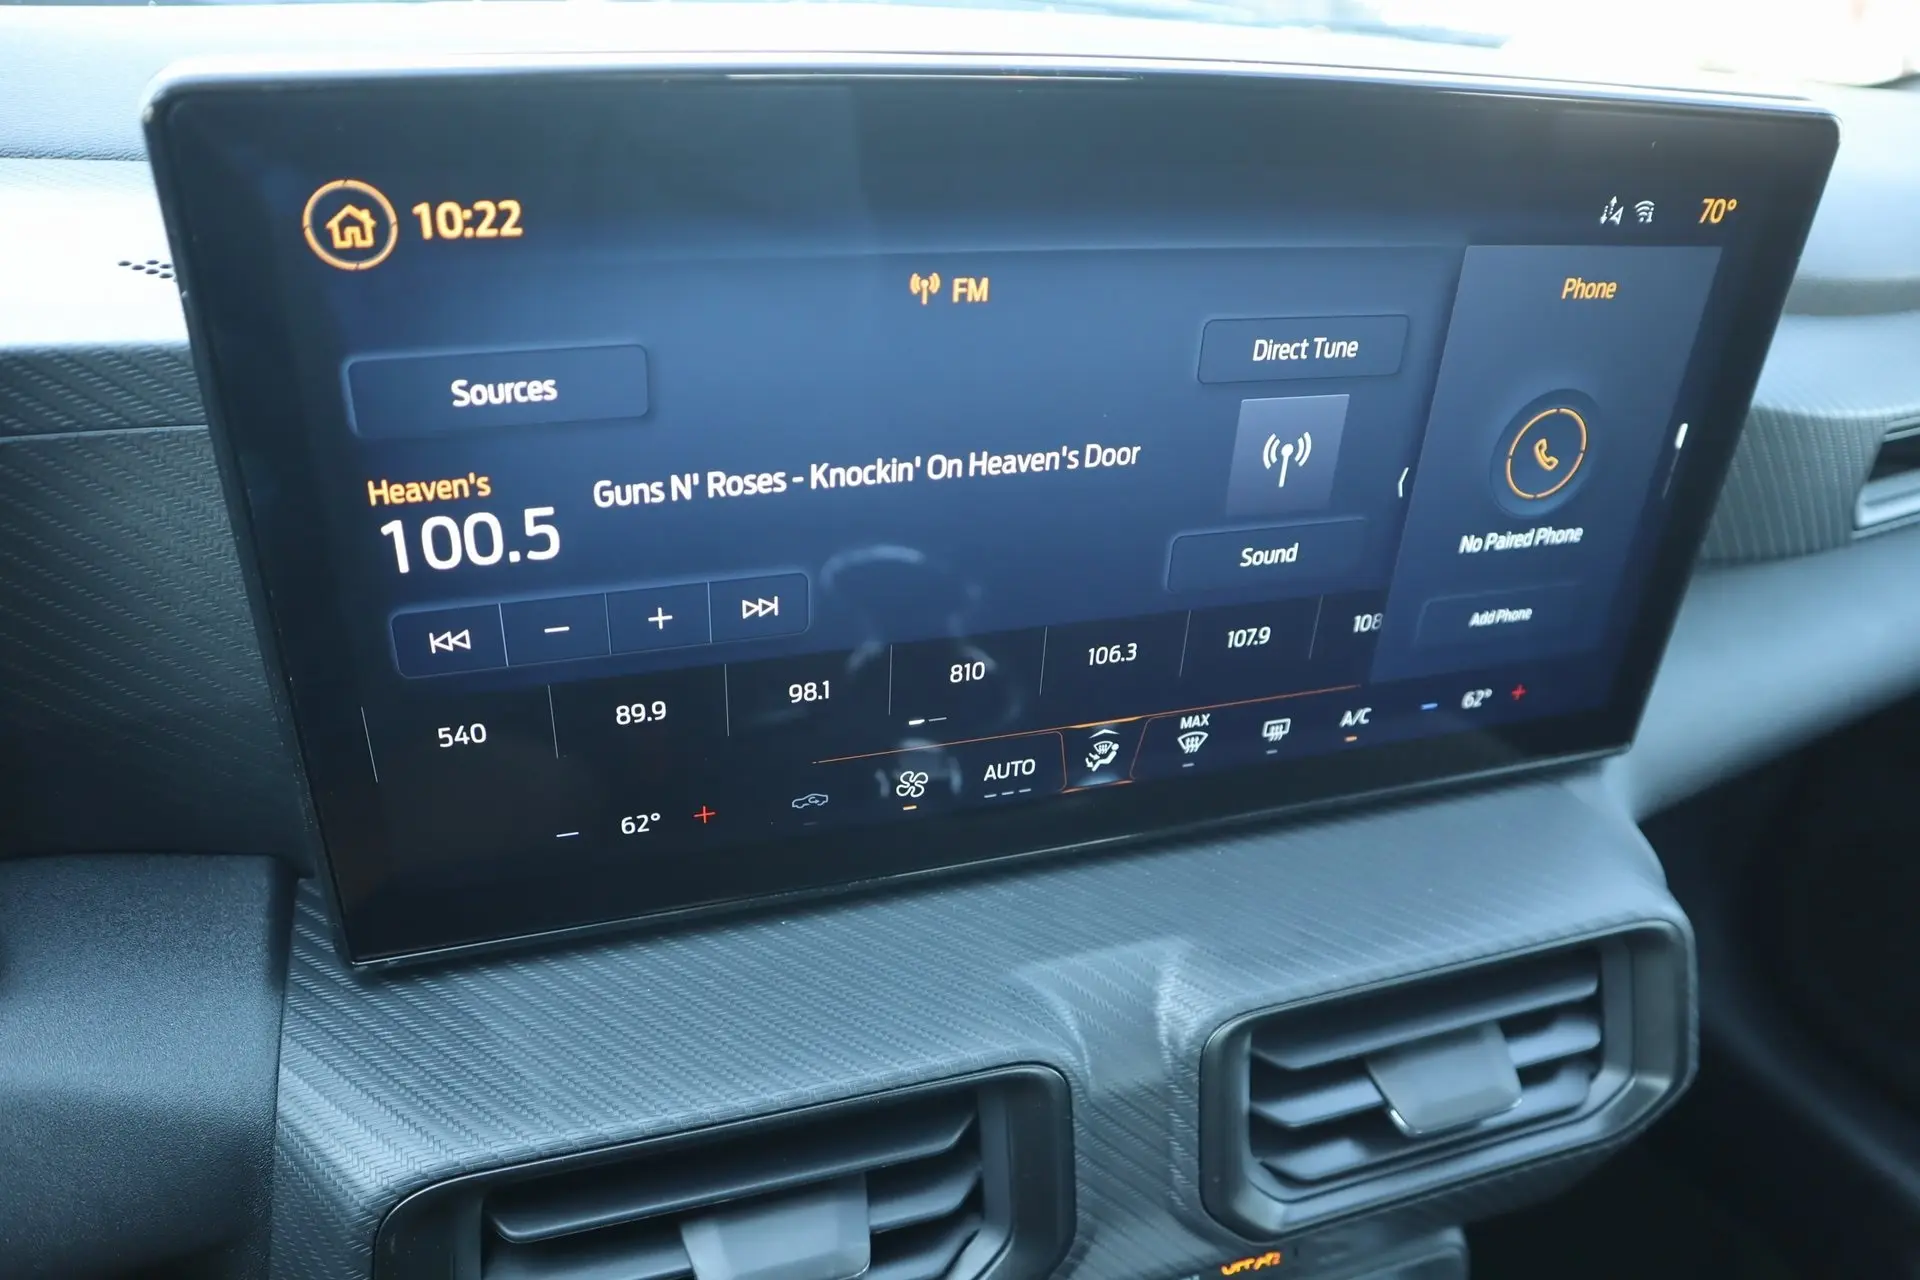 10:22
70°
FM
Phone
Sources
Direct Tune
Heaven's
100.5
Guns N' Roses - Knockin' On Heaven's Door
Sound
No Paired Phone
Add Phone
540
89.9
98.1
810
106.3
107.9
108
62°
AUTO
MAX
A/C
62°